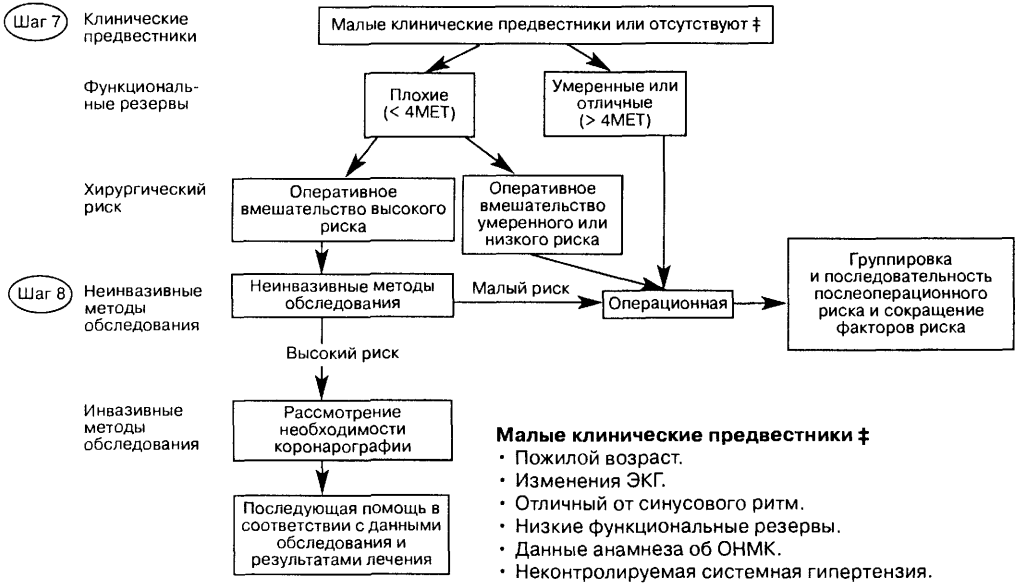 Шаг 7
Клинические
предвестники
Малые клинические предвестники или отсутствуют ‡
Функциональ-
ные резервы
Плохие
(< 4МЕТ)
Умеренные или
отличные
(> 4МЕТ)
Хирургический
риск
Оперативное
вмешательство высокого
риска
Оперативное
вмешательство
умеренного или
низкого риска
Шаг 8
Неинвазивные
методы
обследования
Неинвазивные методы
обследования
Малый риск
Операционная
Группировка
и последовательность
послеоперационного
риска и сокращение
факторов риска
Высокий риск
Инвазивные
методы
обследования
Рассмотрение
необходимости
коронарографии
Последующая помощь в
соответствии с данными
обследования и
результатами лечения
Малые клинические предвестники ‡
· Пожилой возраст.
· Изменения ЭКГ.
· Отличный от синусового ритм.
· Низкие функциональные резервы.
· Данные анамнеза об ОНМК.
· Неконтролируемая системная гипертензия.